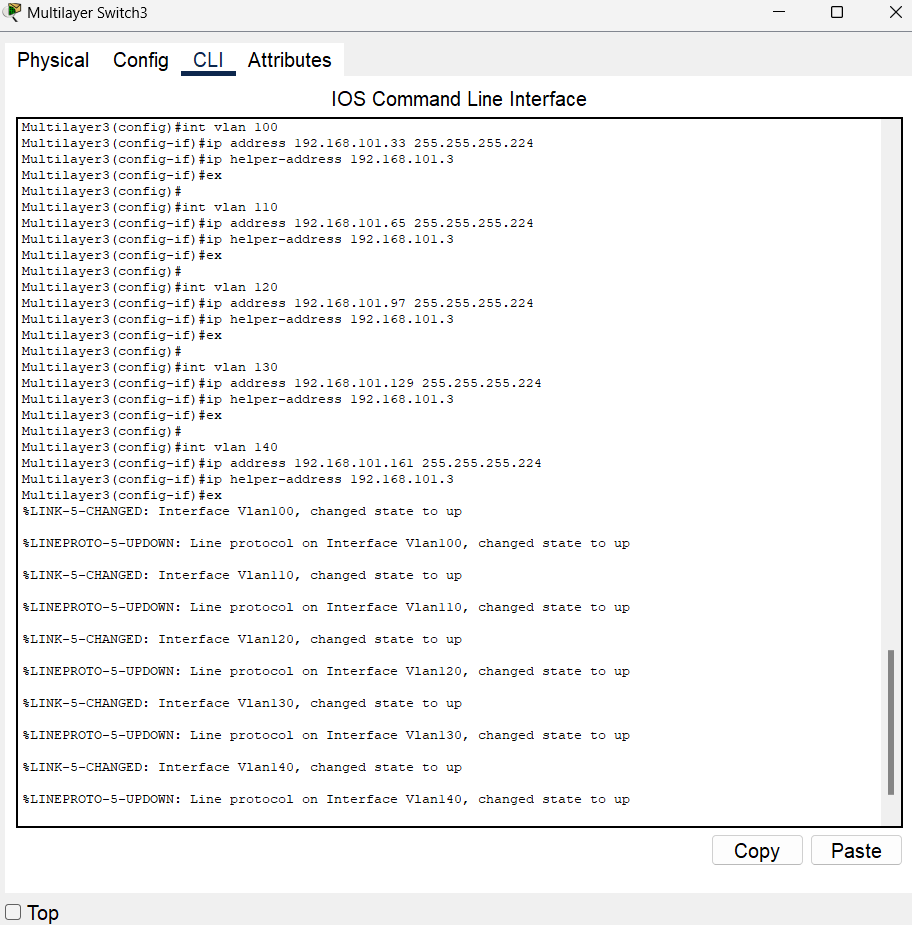 Multilayer Switch3
Physical Config CLI Attributes
IOS Command Line Interface
Multilayer3(config)#int vlan 100
Multilayer3(config-if)#ip address 192.168.101.33 255.255.255.224
Multilayer3(config-if)#ip helper-address 192.168.101.3
Multilayer3(config-if)#ex
Multilayer3(config)#
Multilayer3(config)#int vlan 110
Multilayer3(config-if)#ip address 192.168.101.65 255.255.255.224
Multilayer3(config-if)#ip helper-address 192.168.101.3
Multilayer3(config-if)#ex
Multilayer3(config)#
Multilayer3(config)#int vlan 120
Multilayer3(config-if)#ip address 192.168.101.97 255.255.255.224
Multilayer3(config-if)#ip helper-address 192.168.101.3
Multilayer3(config-if)#ex
Multilayer3(config)#
Multilayer3(config)#int vlan 130
Multilayer3(config-if)#ip address 192.168.101.129 255.255.255.224
Multilayer3(config-if)#ip helper-address 192.168.101.3
Multilayer3(config-if)#ex
Multilayer3(config)#
Multilayer3(config)#int vlan 140
Multilayer3(config-if)#ip address 192.168.101.161 255.255.255.224
Multilayer3(config-if)#ip helper-address 192.168.101.3
Multilayer3(config-if)#ex
%LINK-5-CHANGED: Interface Vlan100, changed state to up
%LINEPROTO-5-UPDOWN: Line protocol on Interface Vlan100, changed state to up
%LINK-5-CHANGED: Interface Vlan110, changed state to up
%LINEPROTO-5-UPDOWN: Line protocol on Interface Vlan110, changed state to up
%LINK-5-CHANGED: Interface Vlan120, changed state to up
%LINEPROTO-5-UPDOWN: Line protocol on Interface Vlan120, changed state to up
%LINK-5-CHANGED: Interface Vlan130, changed state to up
%LINEPROTO-5-UPDOWN: Line protocol on Interface Vlan130, changed state to up
%LINK-5-CHANGED: Interface Vlan140, changed state to up
%LINEPROTO-5-UPDOWN: Line protocol on Interface Vlan140, changed state to up
Copy Paste
Top